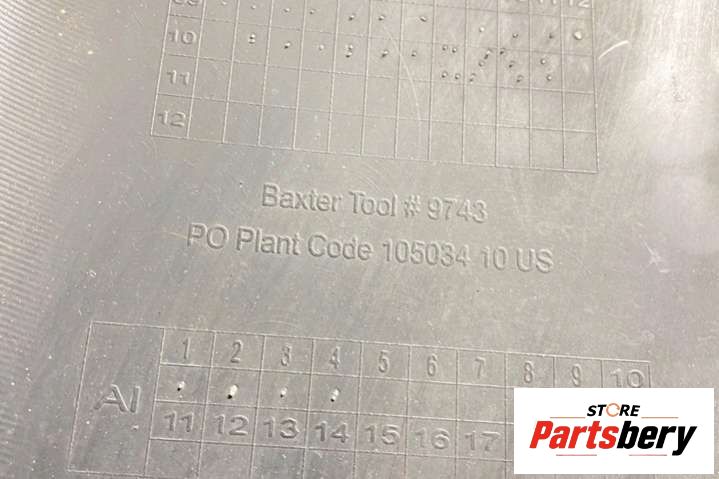 10
11
12
Baxter Tool # 9743
PO Plant Code 105034 10 US
1 2 3 4 5 6 7 8 9 10
AI
11 12 13 14 15 16 17
STORE
Partsbery